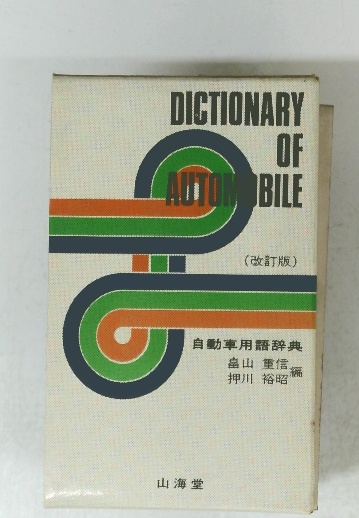 DICTIONARY
OF
AUTOMOBILE
(改訂版)
自動車用語辞典
畠山 重信
押川 裕昭 編
山海堂